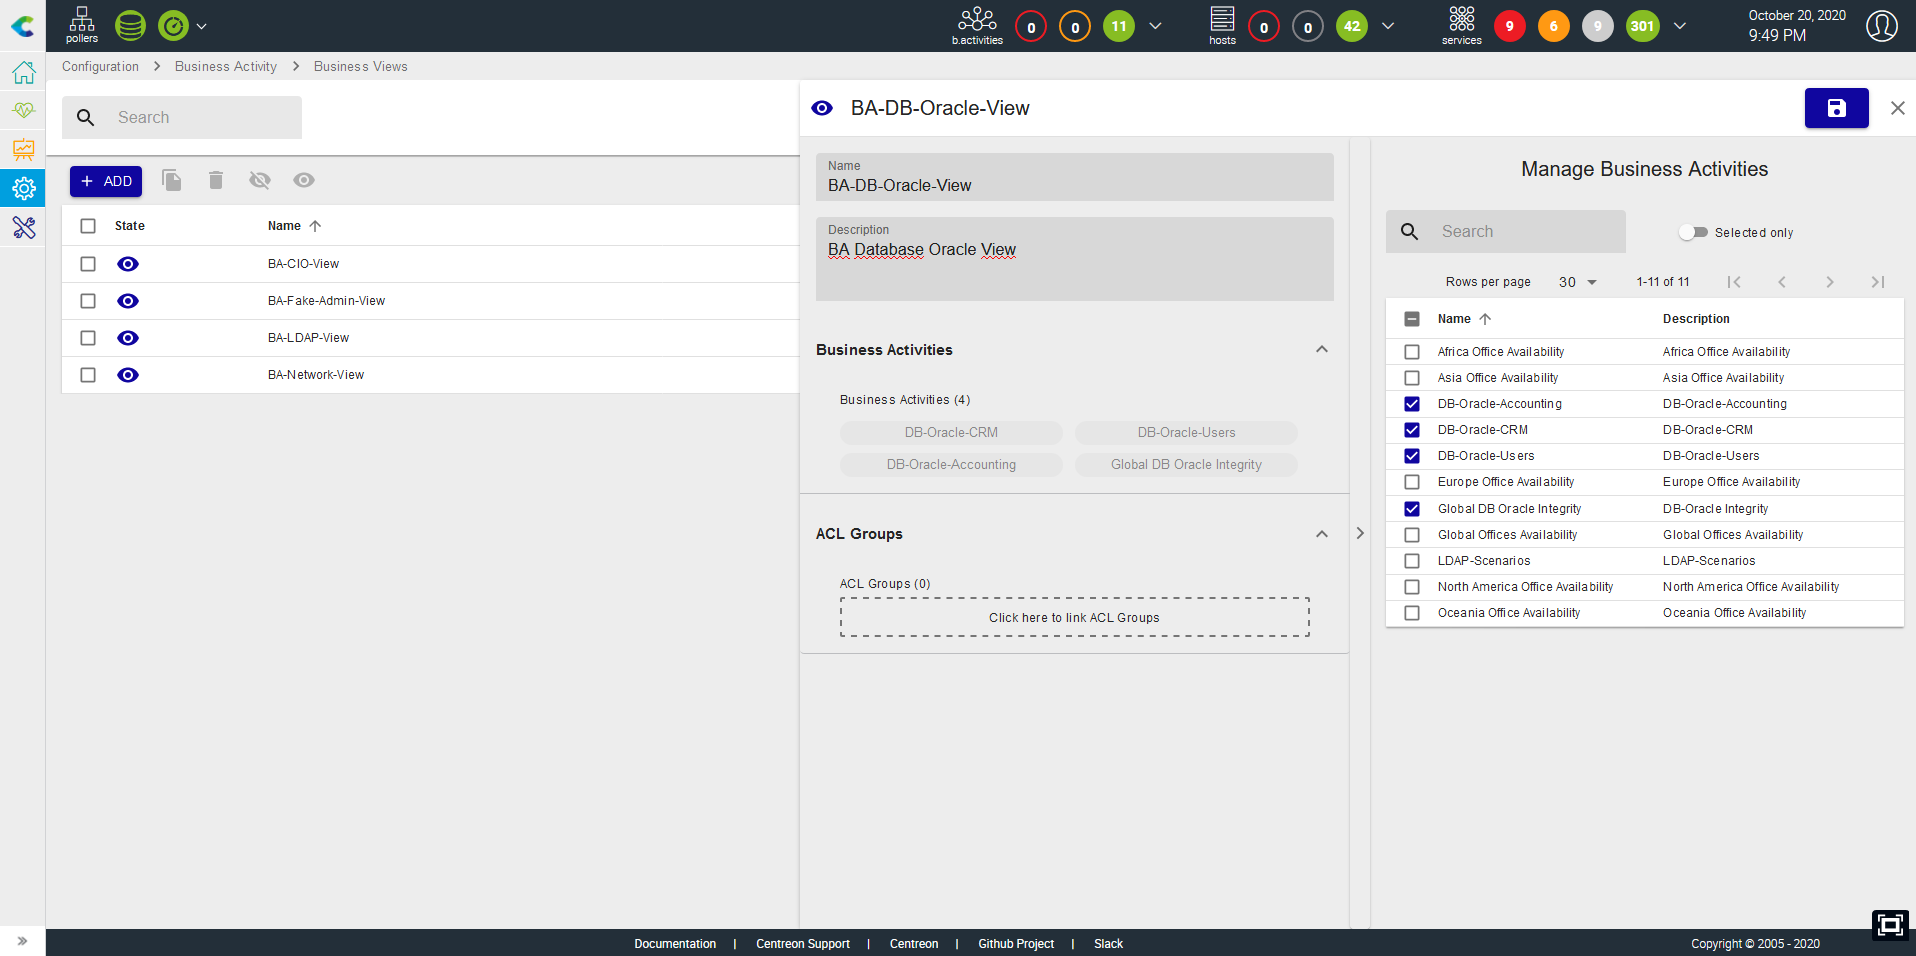 pollers
b.activities
0
0
11
hosts
0
0
42
services
9
6
9
301
October 20, 2020
9:49 PM
Configuration > Business Activity > Business Views
Search
ADD
State Name
BA-CIO-View
BA-Fake-Admin-View
BA-LDAP-View
BA-Network-View
BA-DB-Oracle-View
Name
BA-DB-Oracle-View
Description
BA Database Oracle View
Business Activities
Business Activities (4)
DB-Oracle-CRM DB-Oracle-Users
DB-Oracle-Accounting Global DB Oracle Integrity
ACL Groups
ACL Groups (0)
Click here to link ACL Groups
Manage Business Activities
Search
Selected only
Rows per page 30 1-11 of 11
Name Description
Africa Office Availability Africa Office Availability
Asia Office Availability Asia Office Availability
DB-Oracle-Accounting DB-Oracle-Accounting
DB-Oracle-CRM DB-Oracle-CRM
DB-Oracle-Users DB-Oracle-Users
Europe Office Availability Europe Office Availability
Global DB Oracle Integrity DB-Oracle Integrity
Global Offices Availability Global Offices Availability
LDAP-Scenarios LDAP-Scenarios
North America Office Availability North America Office Availability
Oceania Office Availability Oceania Office Availability
Documentation | Centreon Support | Centreon | Github Project | Slack
Copyright © 2005 - 2020